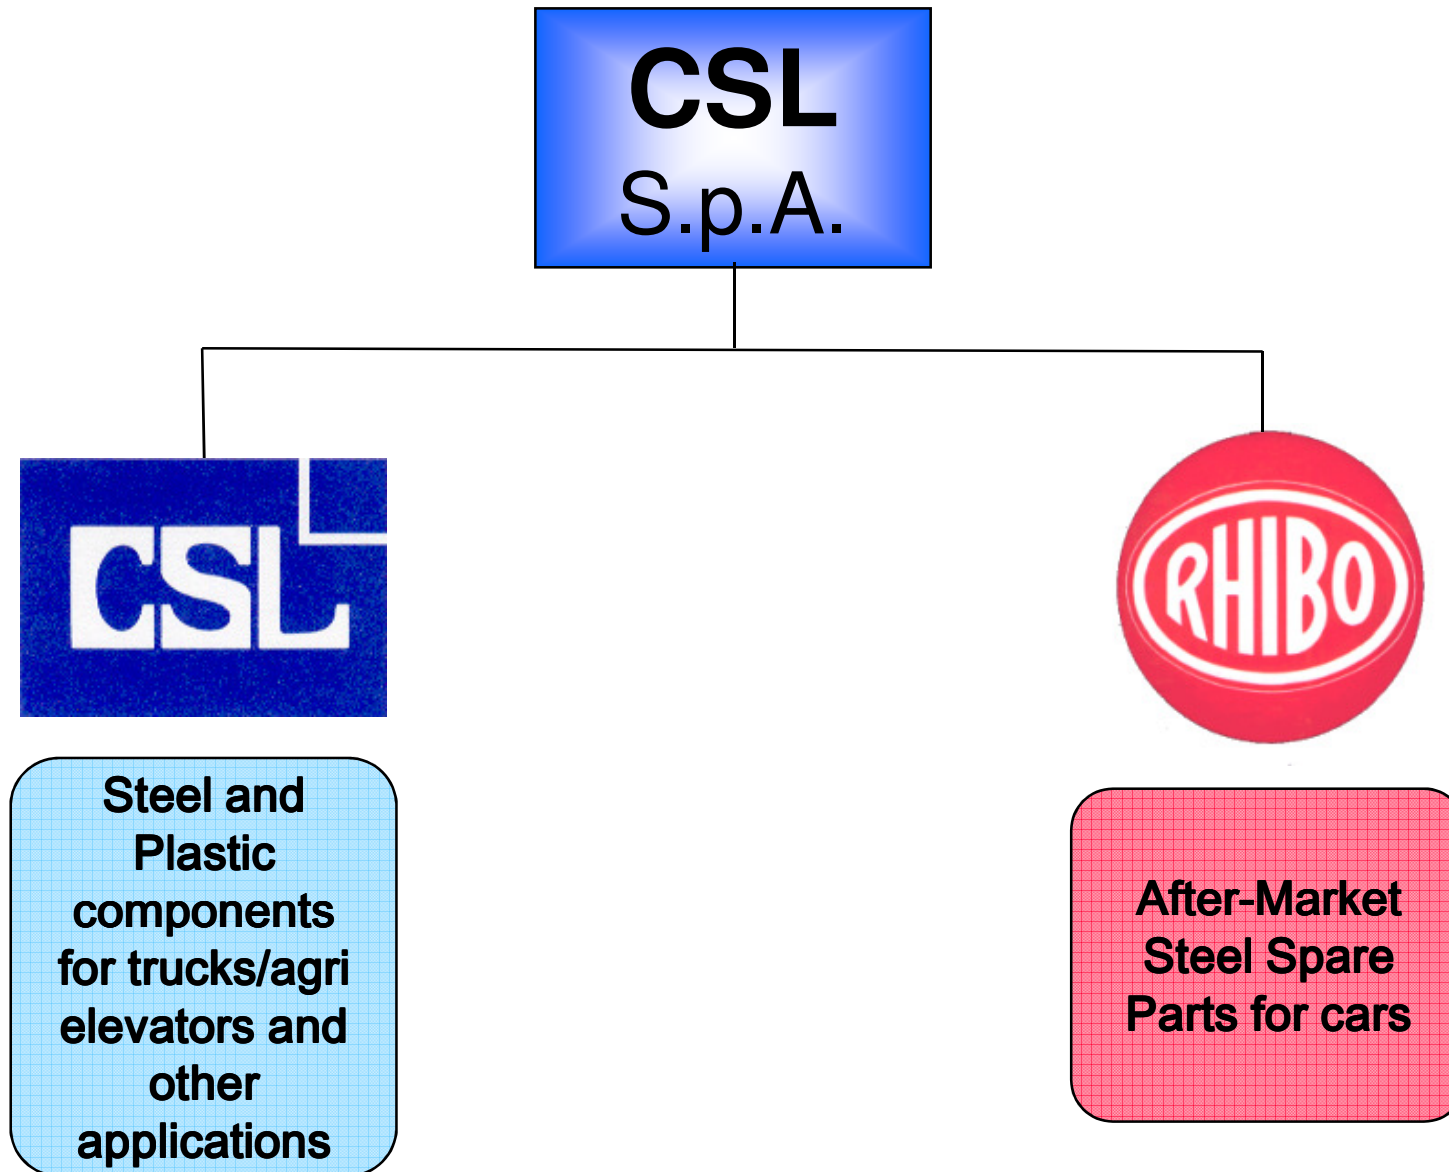 CSL
S.p.A.
CSL
RHIBO
Steel and
Plastic
components
for trucks/agri
elevators and
other
applications
After-Market
Steel Spare
Parts for cars